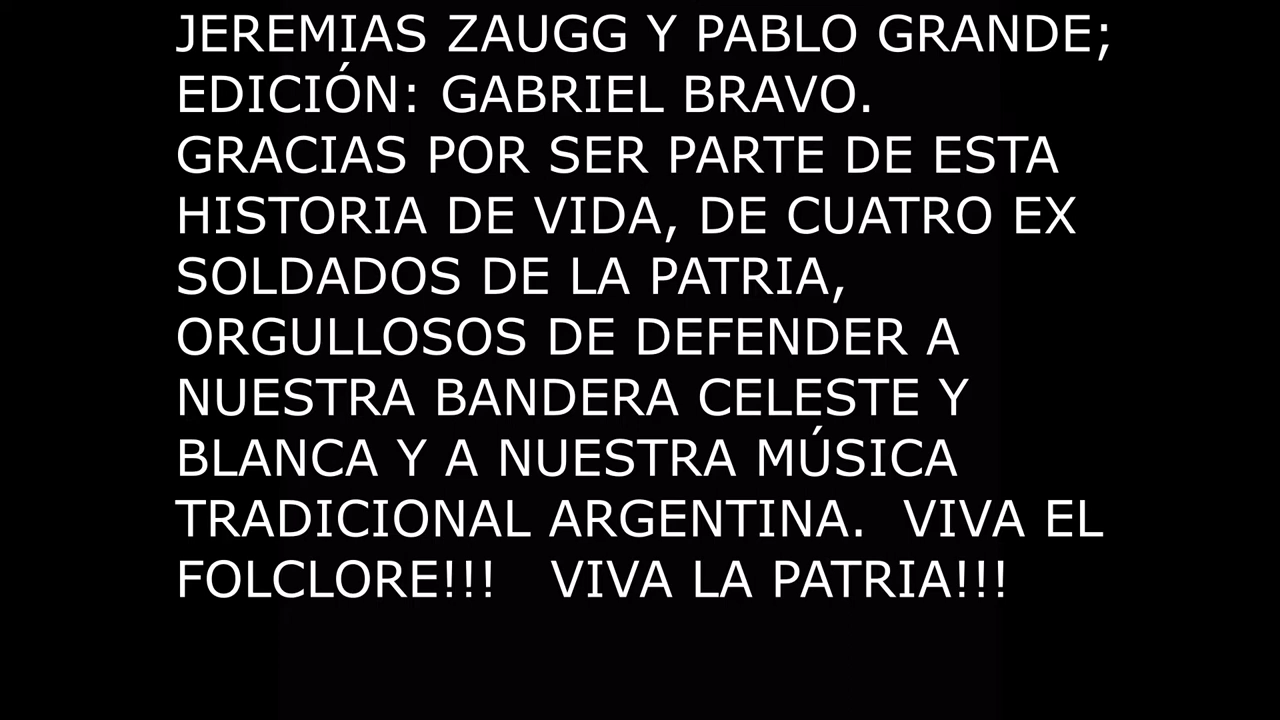 JEREMIAS ZAUGG Y PABLO GRANDE;
EDICIÓN: GABRIEL BRAVO.
GRACIAS POR SER PARTE DE ESTA
HISTORIA DE VIDA, DE CUATRO EX
SOLDADOS DE LA PATRIA,
ORGULLOSOS DE DEFENDER A
NUESTRA BANDERA CELESTE Y
BLANCA Y A NUESTRA MÚSICA
TRADICIONAL ARGENTINA.  VIVA EL
FOLCLORE!!!   VIVA LA PATRIA!!!